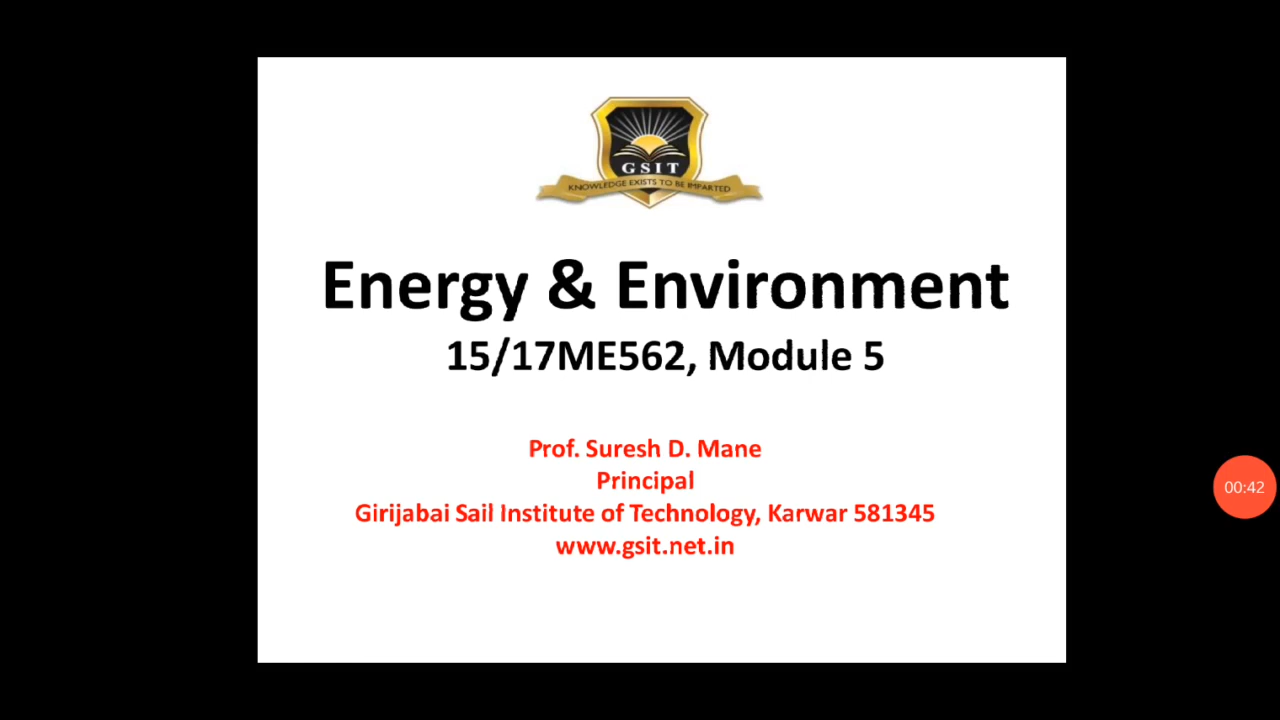 GSIT
KNOWLEDGE EXISTS TO BE IMPARTED
Energy & Environment
15/17ME562, Module 5
Prof. Suresh D. Mane
Principal
Girijabai Sail Institute of Technology, Karwar 581345
www.gsit.net.in
00:42